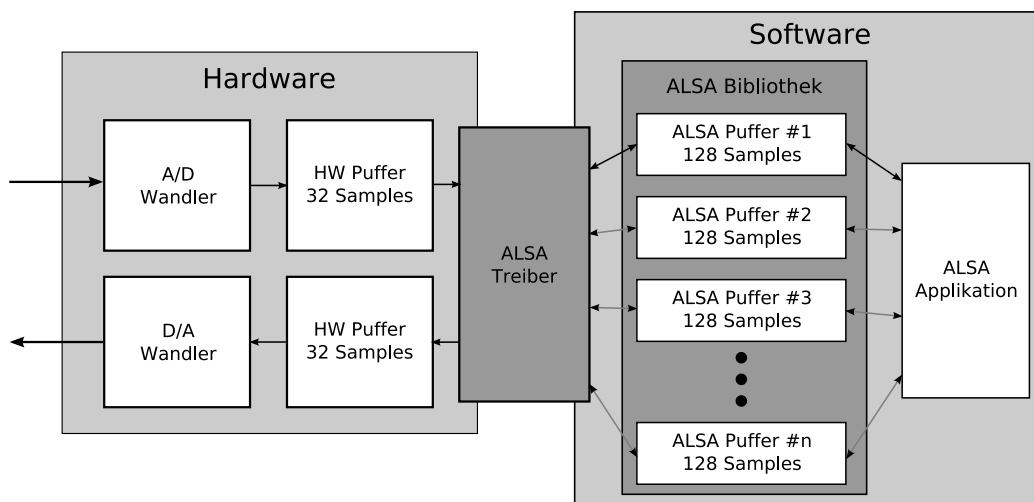 Hardware
A/D
Wandler
HW Puffer
32 Samples
D/A
Wandler
HW Puffer
32 Samples
ALSA
Treiber
Software
ALSA Bibliothek
ALSA Puffer #1
128 Samples
ALSA Puffer #2
128 Samples
ALSA Puffer #3
128 Samples
ALSA Puffer #n
128 Samples
ALSA
Applikation